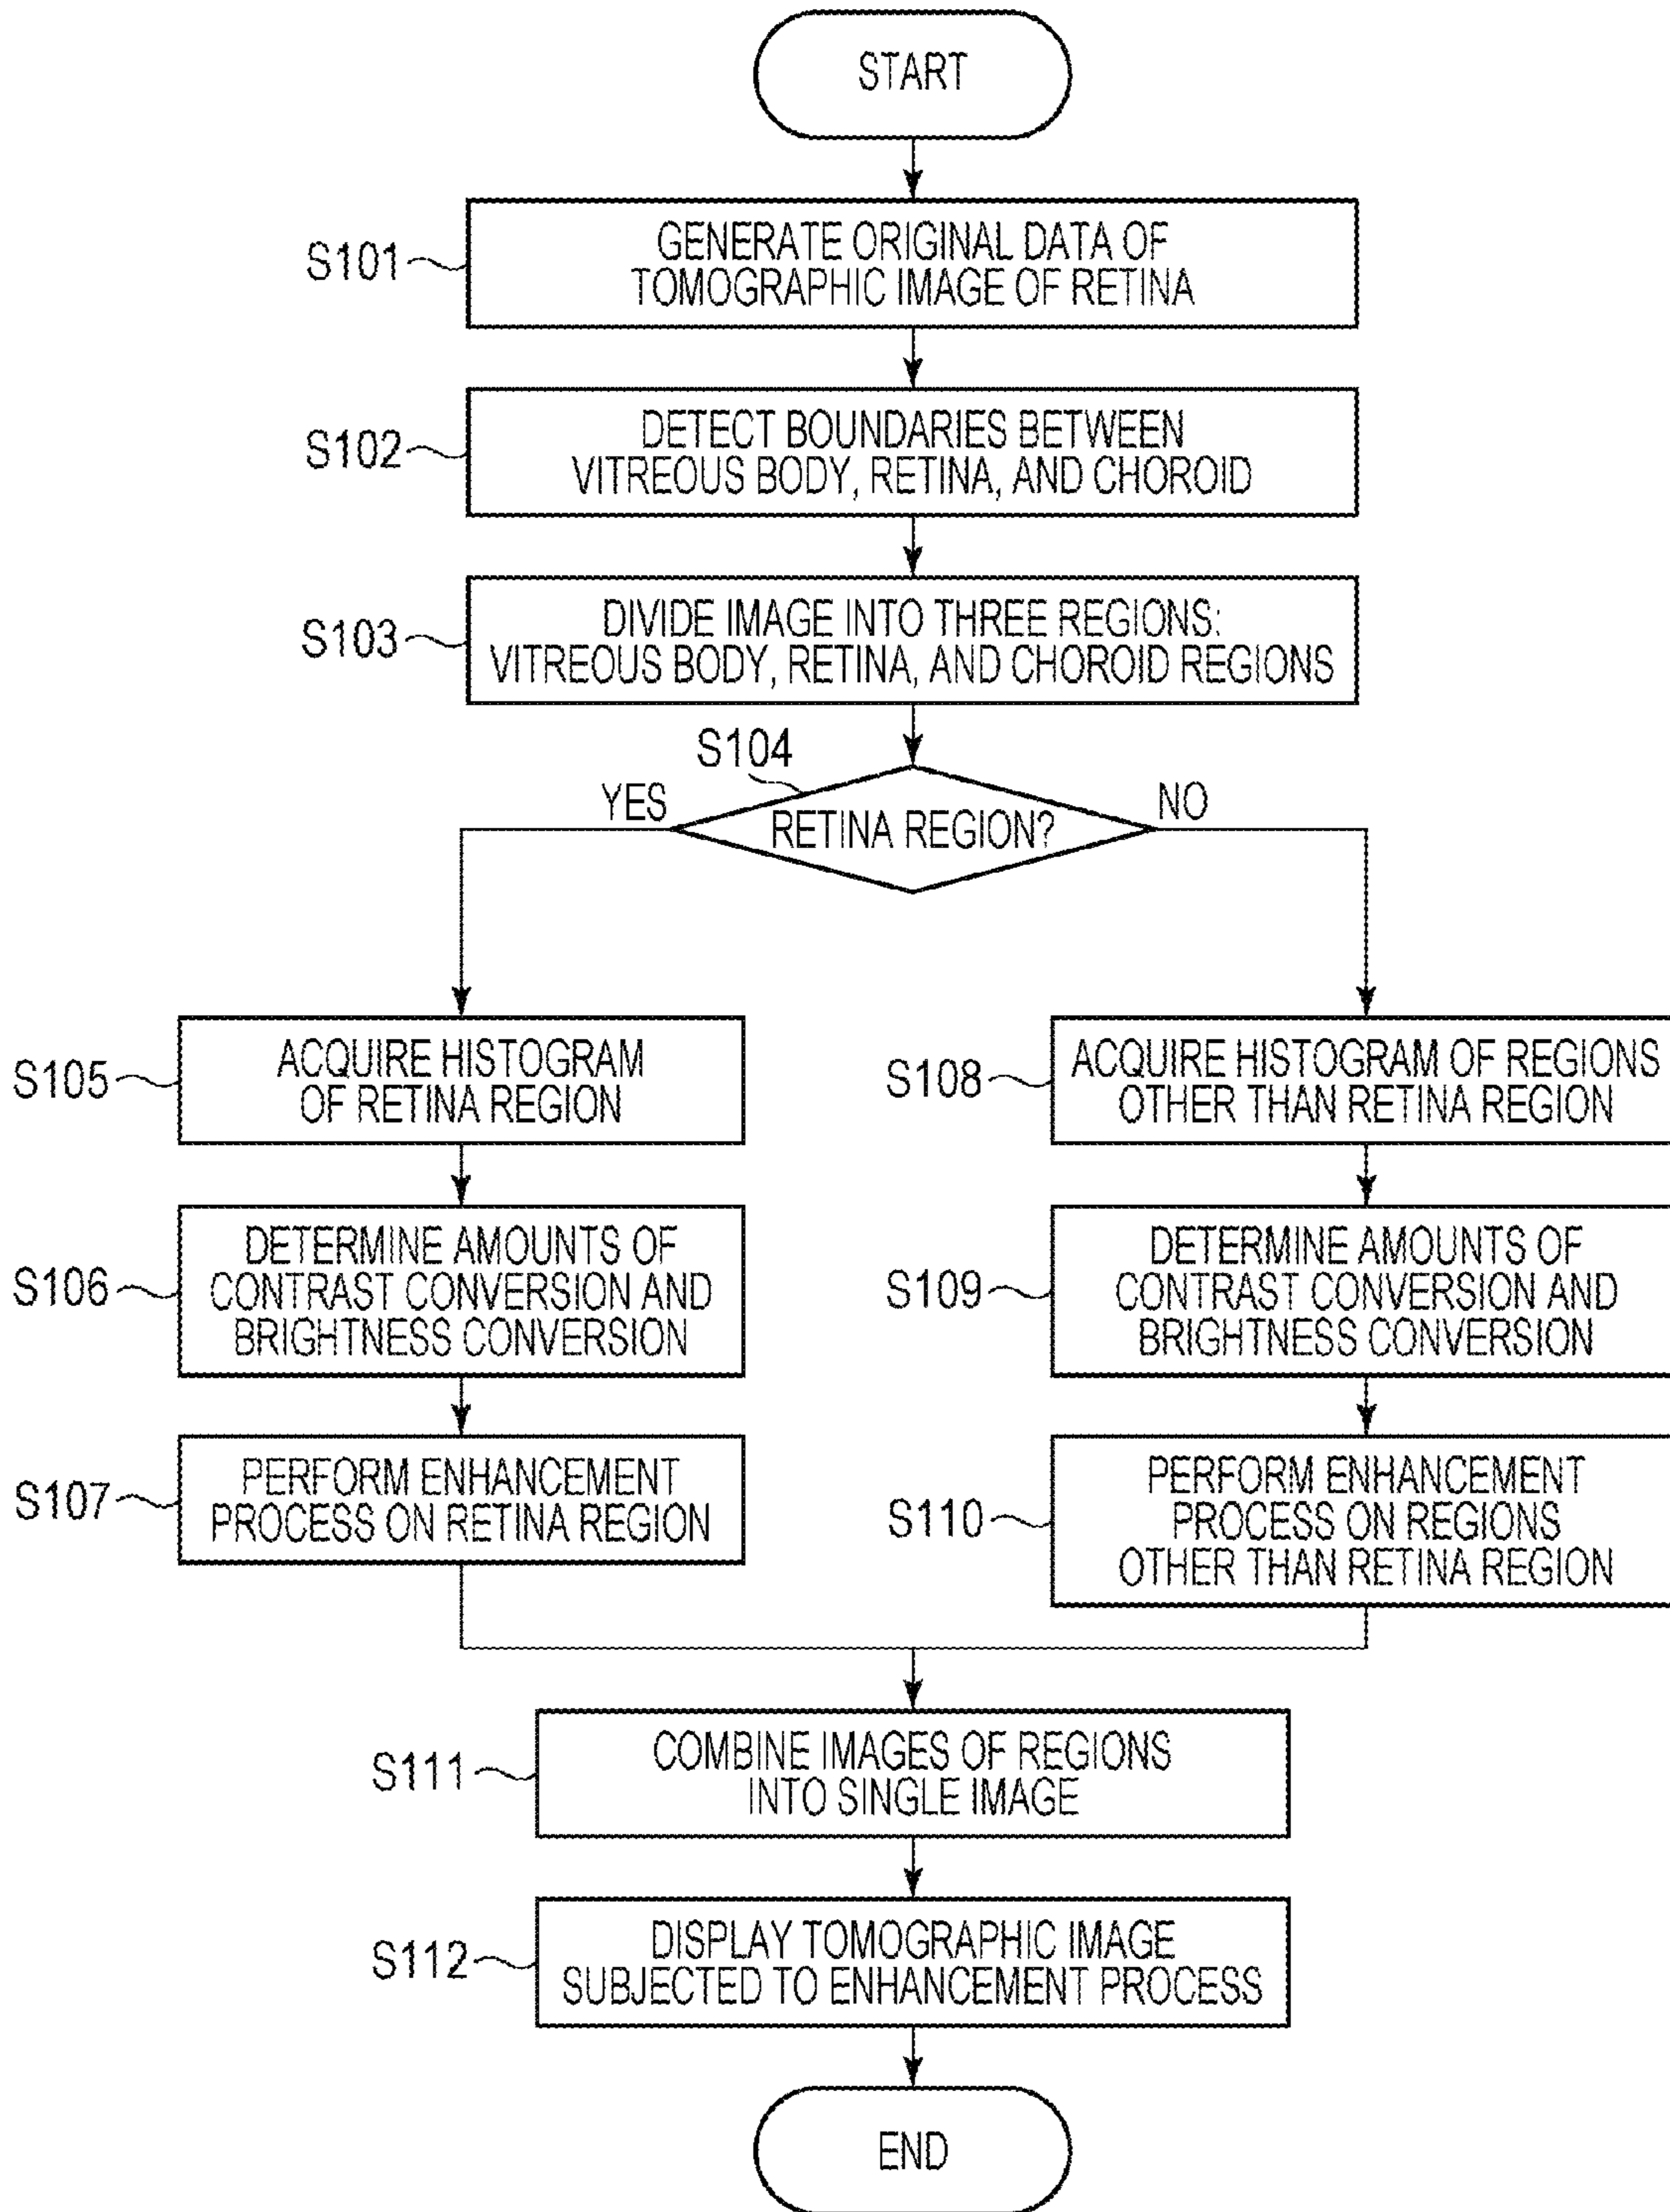 START
S101
GENERATE ORIGINAL DATA OF
TOMOGRAPHIC IMAGE OF RETINA
S102
DETECT BOUNDARIES BETWEEN
VITREOUS BODY, RETINA, AND CHOROID
S103
DIVIDE IMAGE INTO THREE REGIONS:
VITREOUS BODY, RETINA, AND CHOROID REGIONS
S104
YES
RETINA REGION?
NO
S105
ACQUIRE HISTOGRAM
OF RETINA REGION
S106
DETERMINE AMOUNTS OF
CONTRAST CONVERSION AND
BRIGHTNESS CONVERSION
S107
PERFORM ENHANCEMENT
PROCESS ON RETINA REGION
S108
ACQUIRE HISTOGRAM OF REGIONS
OTHER THAN RETINA REGION
S109
DETERMINE AMOUNTS OF
CONTRAST CONVERSION AND
BRIGHTNESS CONVERSION
S110
PERFORM ENHANCEMENT
PROCESS ON REGIONS
OTHER THAN RETINA REGION
S111
COMBINE IMAGES OF REGIONS
INTO SINGLE IMAGE
S112
DISPLAY TOMOGRAPHIC IMAGE
SUBJECTED TO ENHANCEMENT PROCESS
END